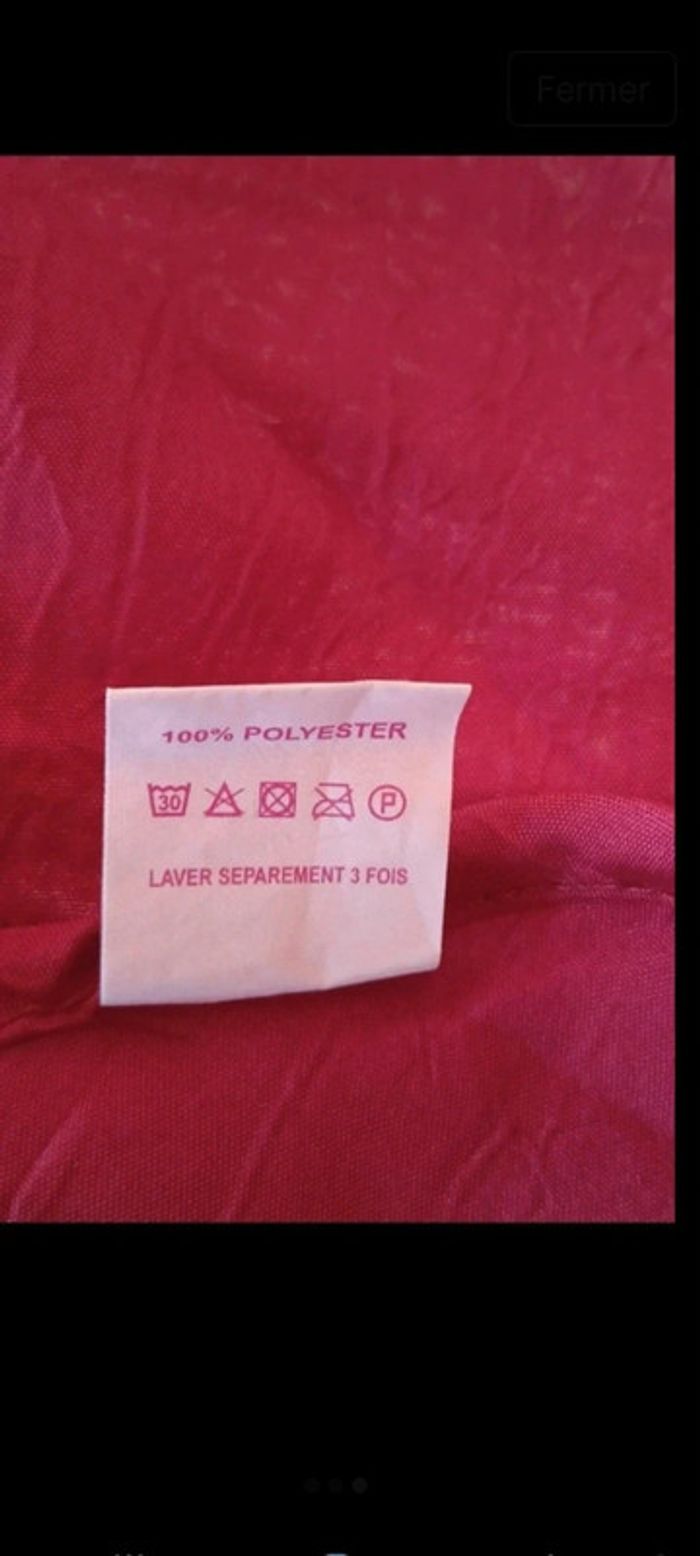 Fermer
100% POLYESTER
30 P
LAVER SEPAREMENT 3 FOIS